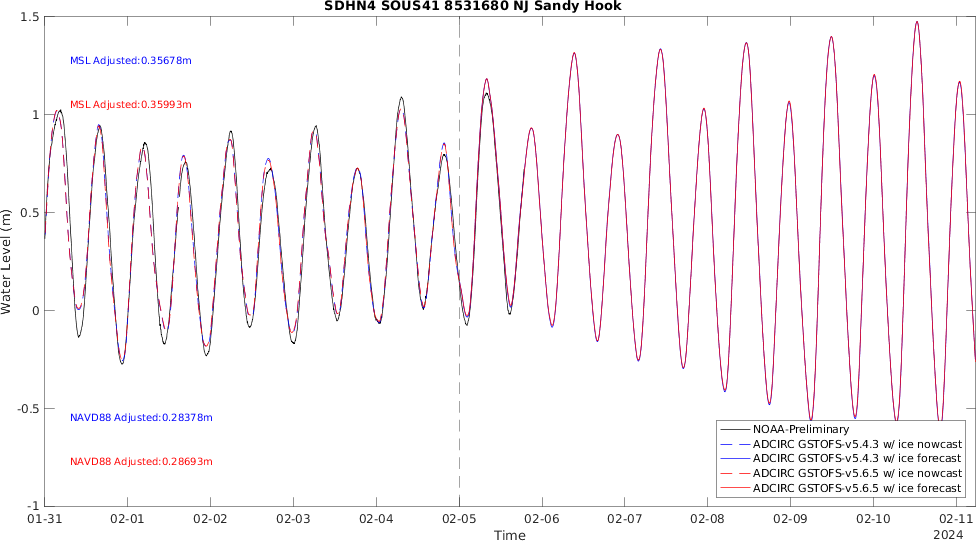 SDHN4 SOUS41 8531680 NJ Sandy Hook
1.5
1
0.5
0
-0.5
-1
Water Level (m)
MSL Adjusted:0.35678m
MSL Adjusted:0.35993m
NAVD88 Adjusted:0.28378m
NAVD88 Adjusted:0.28693m
NOAA-Preliminary
ADCIRC GSTOFS-v5.4.3 w/ ice nowcast
ADCIRC GSTOFS-v5.4.3 w/ ice forecast
ADCIRC GSTOFS-v5.6.5 w/ ice nowcast
ADCIRC GSTOFS-v5.6.5 w/ ice forecast
01-31 02-01 02-02 02-03 02-04 02-05 02-06 02-07 02-08 02-09 02-10 02-11
Time
2024